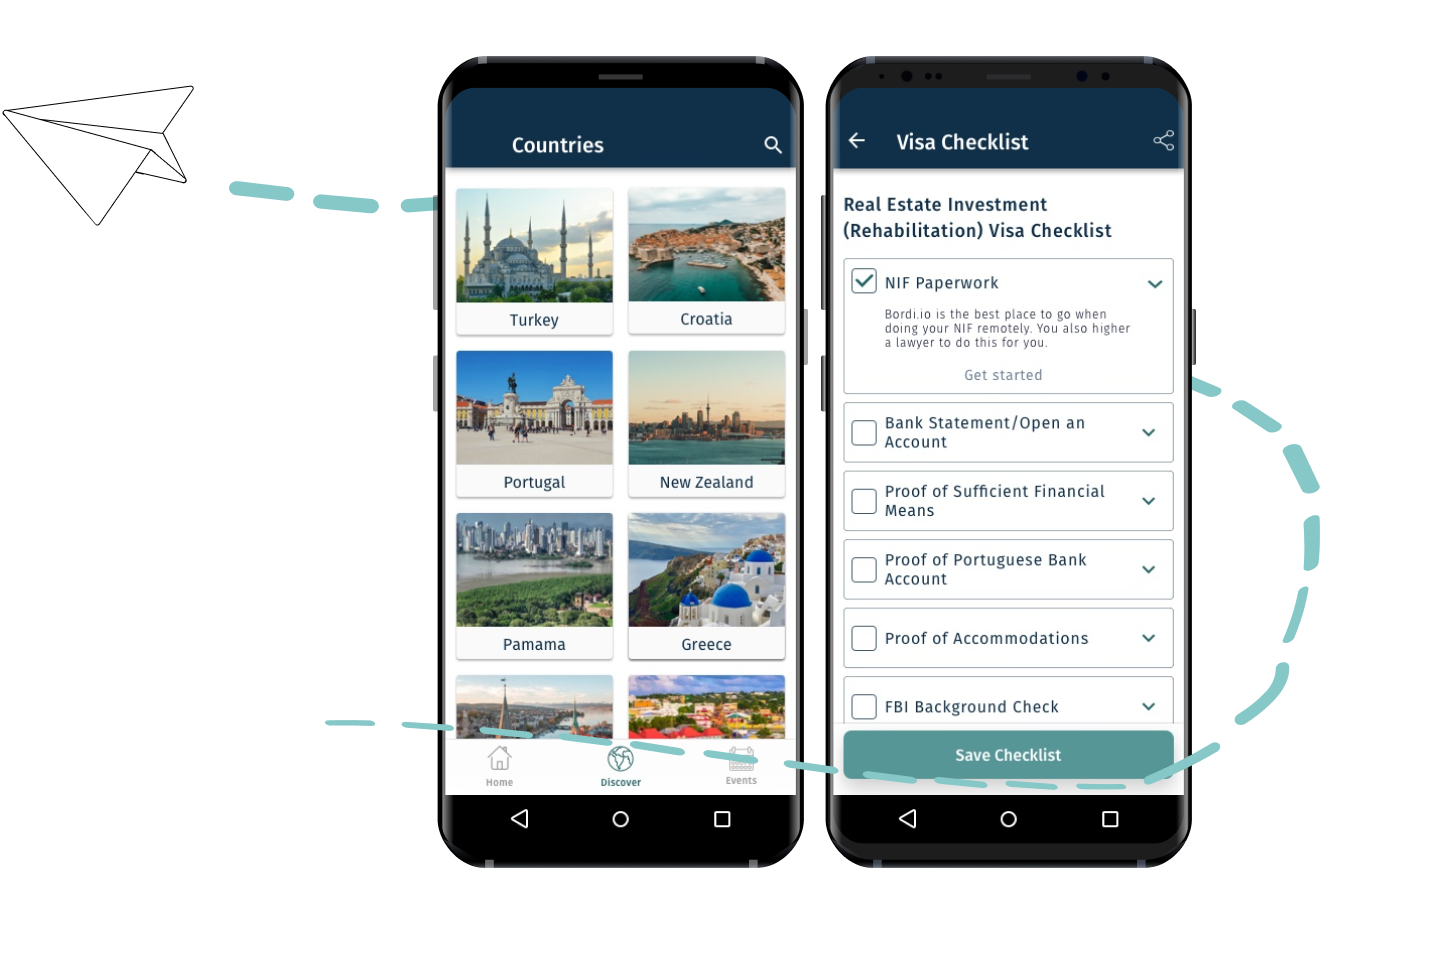 Countries
Turkey
Croatia
Portugal
New Zealand
Pamama
Greece
Home
Discover
Events
Visa Checklist
Real Estate Investment
(Rehabilitation) Visa Checklist
NIF Paperwork
Bordi.io is the best place to go when
doing your NIF remotely. You also higher
a lawyer to do this for you.
Get started
Bank Statement/Open an
Account
Proof of Sufficient Financial
Means
Proof of Portuguese Bank
Account
Proof of Accommodations
FBI Background Check
Save Checklist